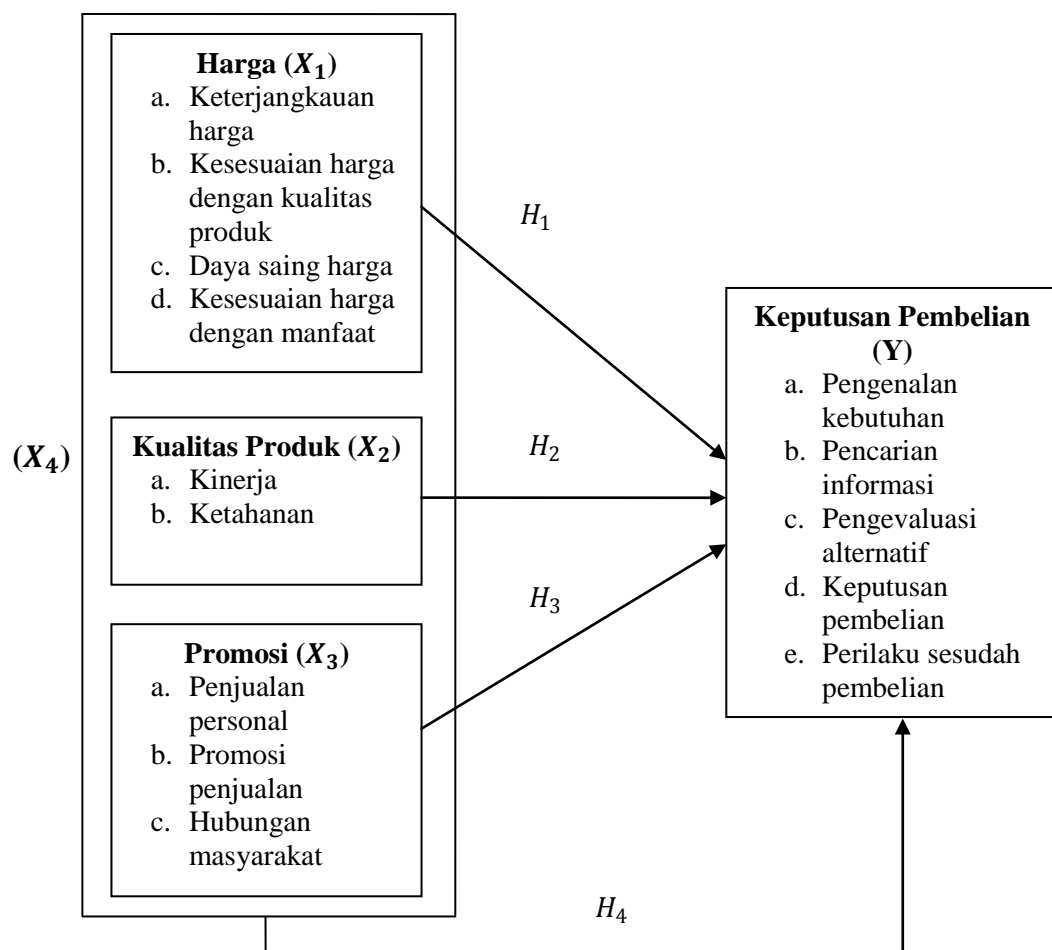 Harga (X₁)
a. Keterjangkauan
harga
b. Kesesuaian harga
dengan kualitas
produk
c. Daya saing harga
d. Kesesuaian harga
dengan manfaat
H₁
(X₄)
Kualitas Produk (X₂)
a. Kinerja
b. Ketahanan
H₂
Promosi (X₃)
a. Penjualan
personal
b. Promosi
penjualan
c. Hubungan
masyarakat
H₃
Keputusan Pembelian
(Y)
a. Pengenalan
kebutuhan
b. Pencarian
informasi
c. Pengevaluasi
alternatif
d. Keputusan
pembelian
e. Perilaku sesudah
pembelian
H₄